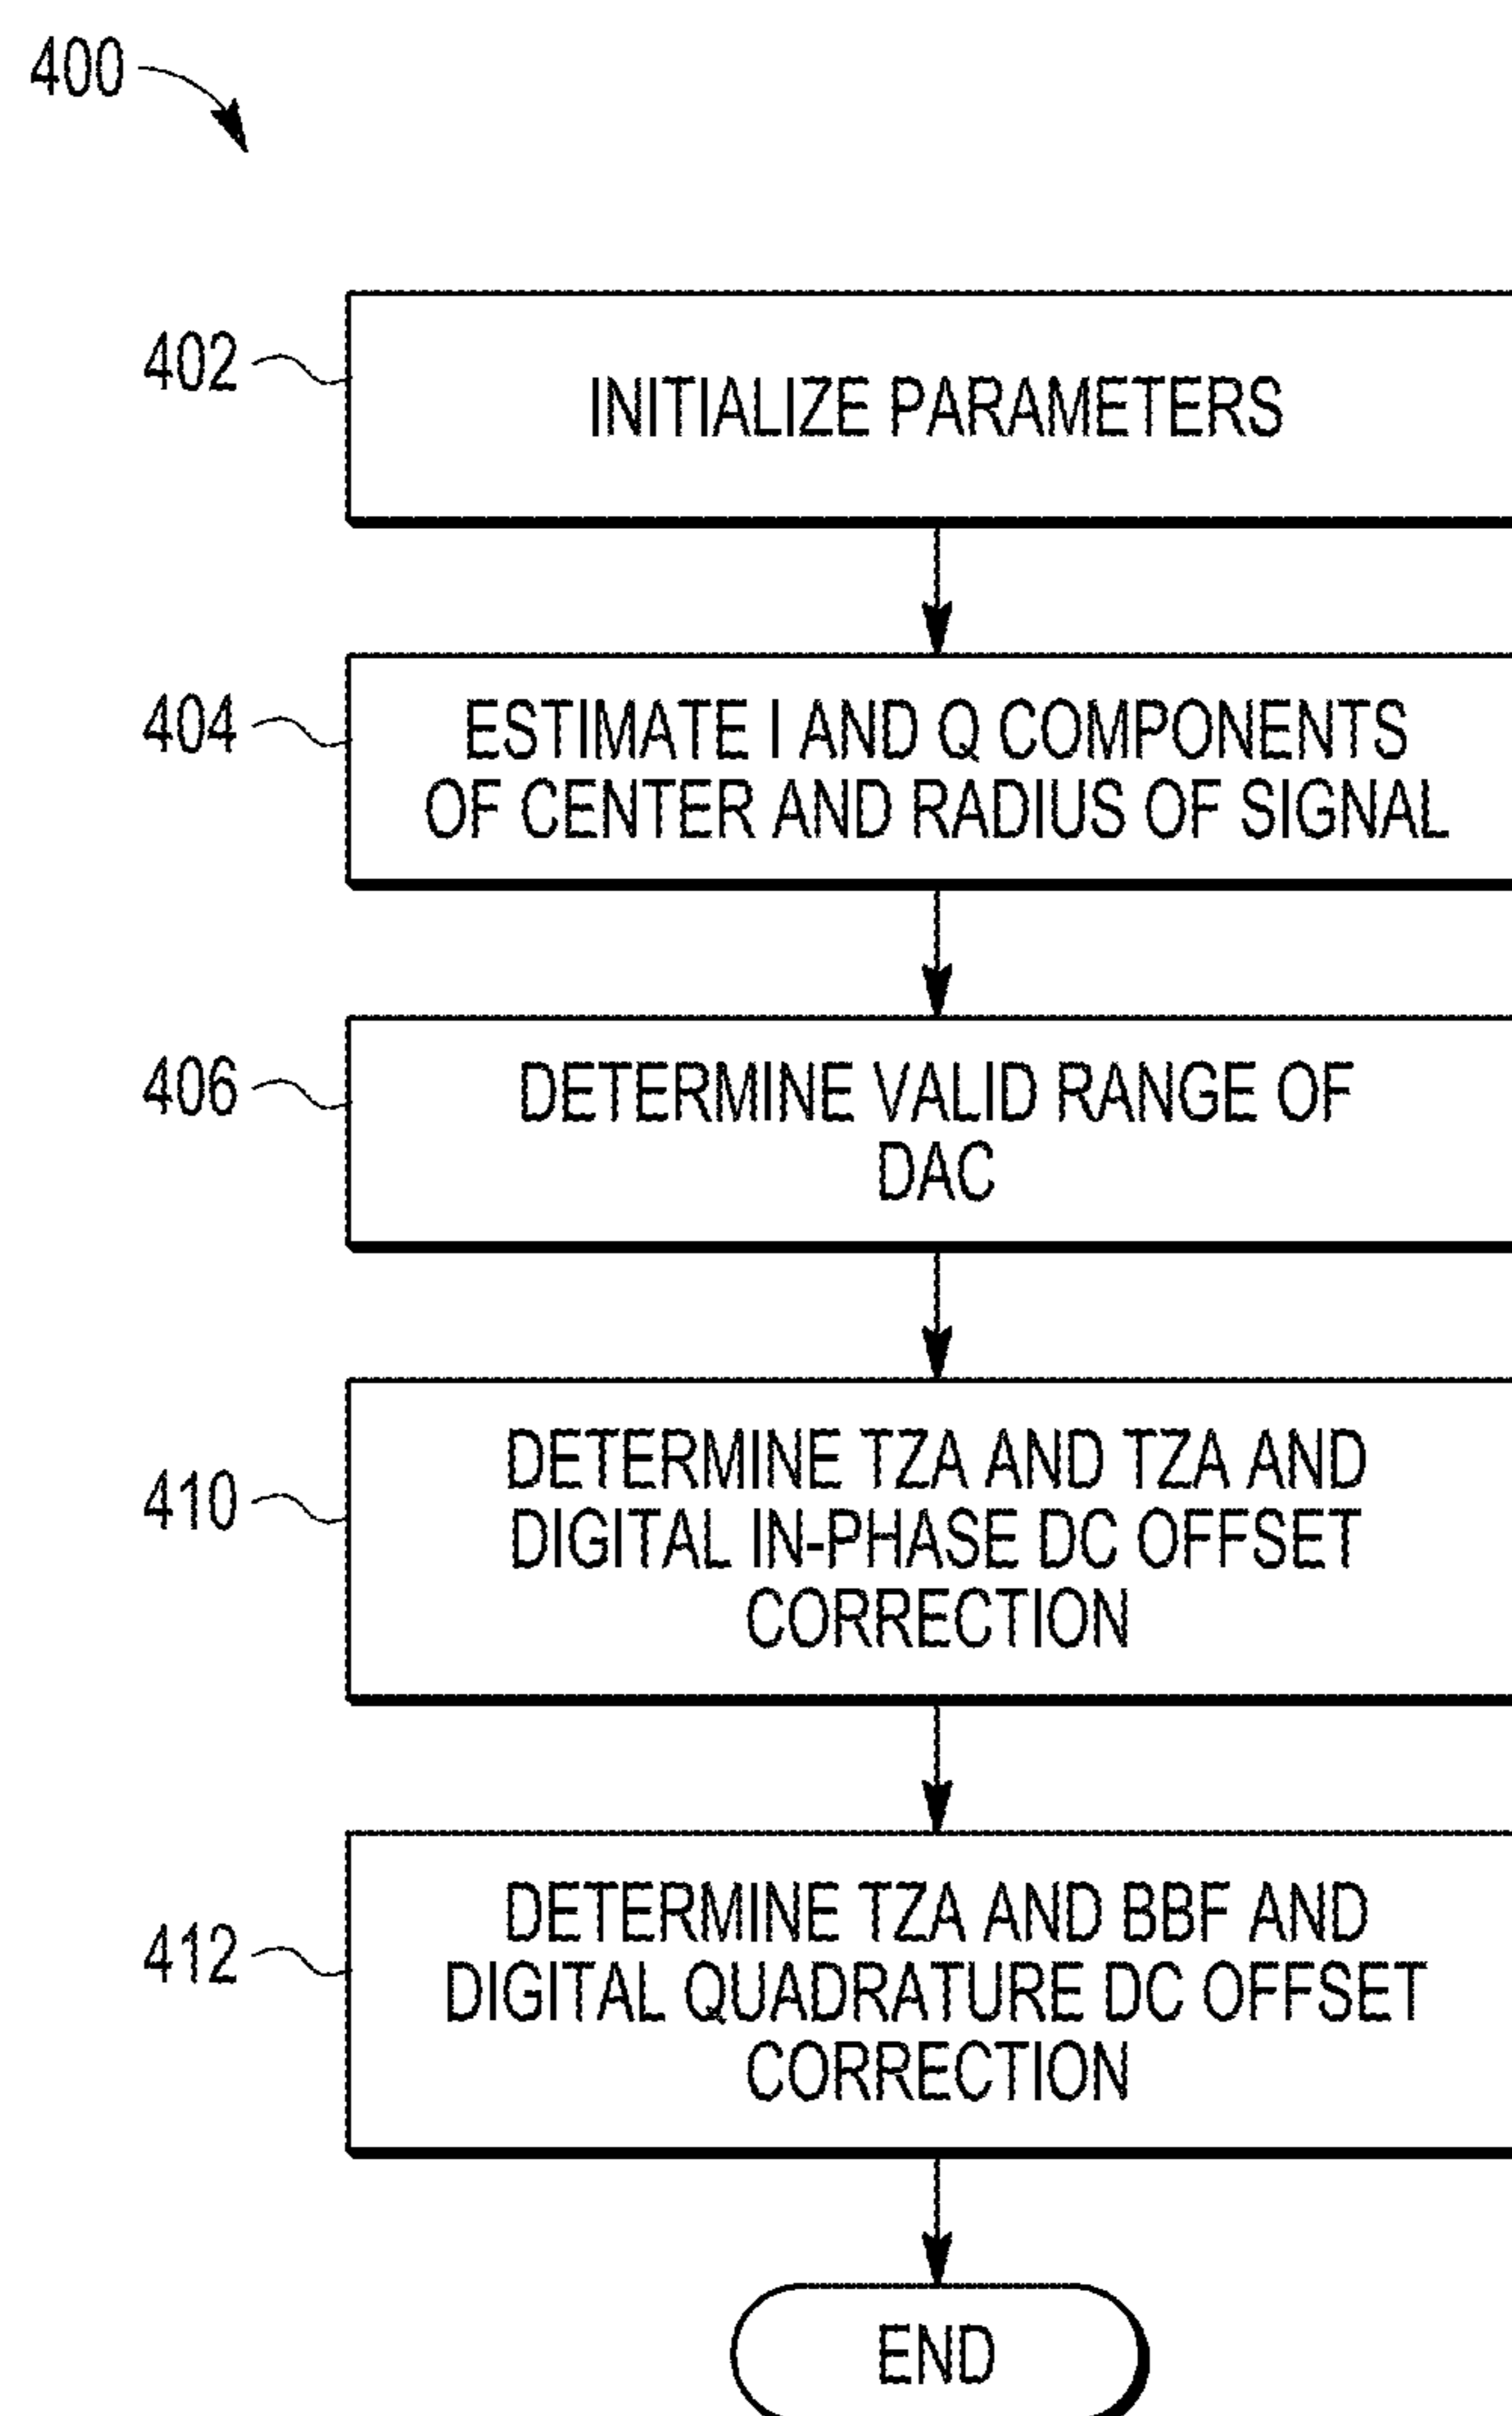 400
402
INITIALIZE PARAMETERS
404
ESTIMATE I AND Q COMPONENTS
OF CENTER AND RADIUS OF SIGNAL
406
DETERMINE VALID RANGE OF
DAC
410
DETERMINE TZA AND TZA AND
DIGITAL IN-PHASE DC OFFSET
CORRECTION
412
DETERMINE TZA AND BBF AND
DIGITAL QUADRATURE DC OFFSET
CORRECTION
END